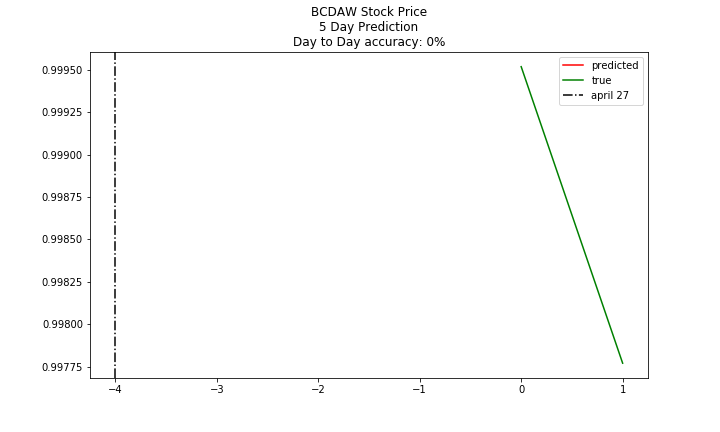 BCDAW Stock Price
5 Day Prediction
Day to Day accuracy: 0%
predicted
true
april 27
0.99950
0.99925
0.99900
0.99875
0.99850
0.99825
0.99800
0.99775
−4
−3
−2
−1
0
1